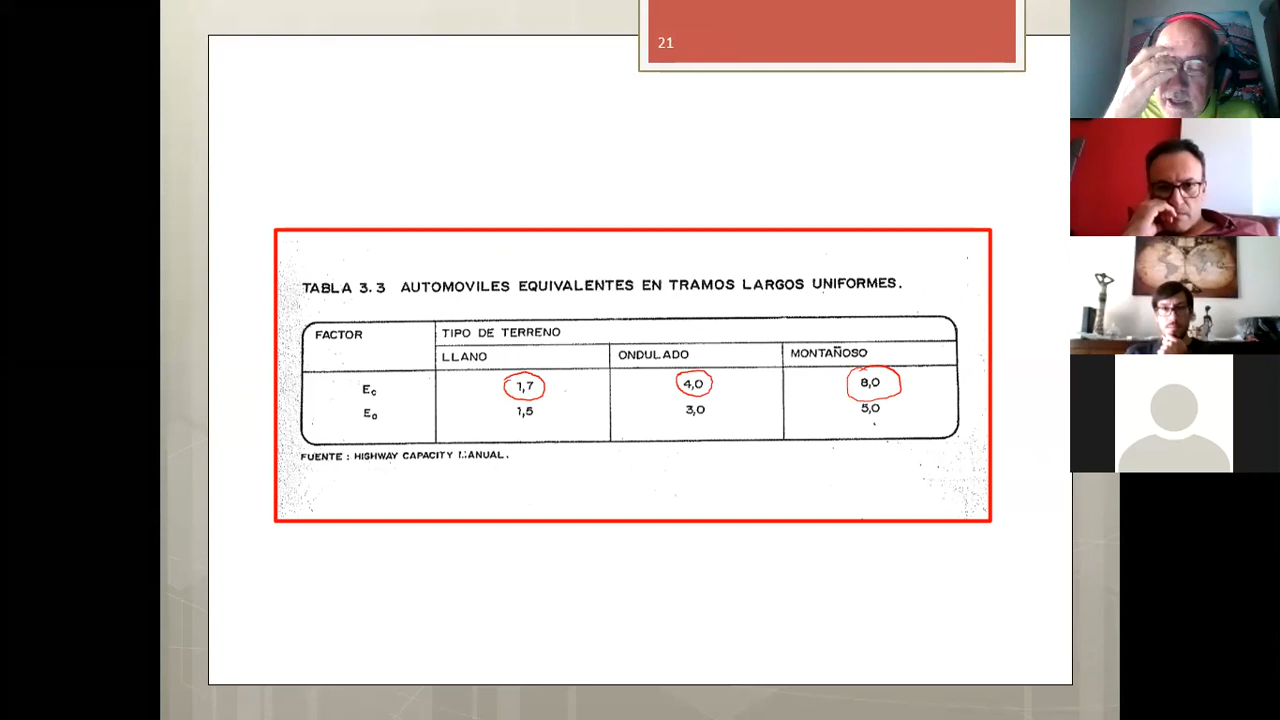 21
TABLA 3.3 AUTOMOVILES EQUIVALENTES EN TRAMOS LARGOS UNIFORMES.
FACTOR
TIPO DE TERRENO
LLANO ONDULADO MONTAÑOSO
Ec 1,7 4,0 8,0
Eo 1,5 3,0 5,0
FUENTE : HIGHWAY CAPACITY MANUAL.